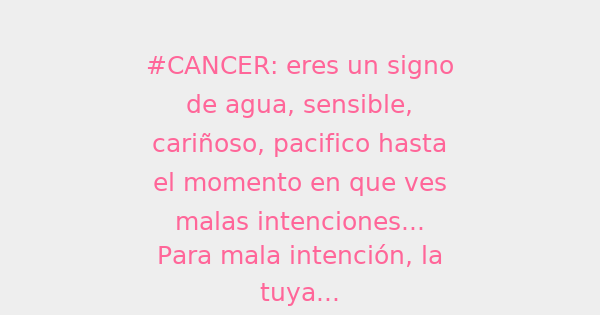 #CANCER: eres un signo
de agua, sensible,
cariñoso, pacifico hasta
el momento en que ves
malas intenciones...
Para mala intención, la
tuya...